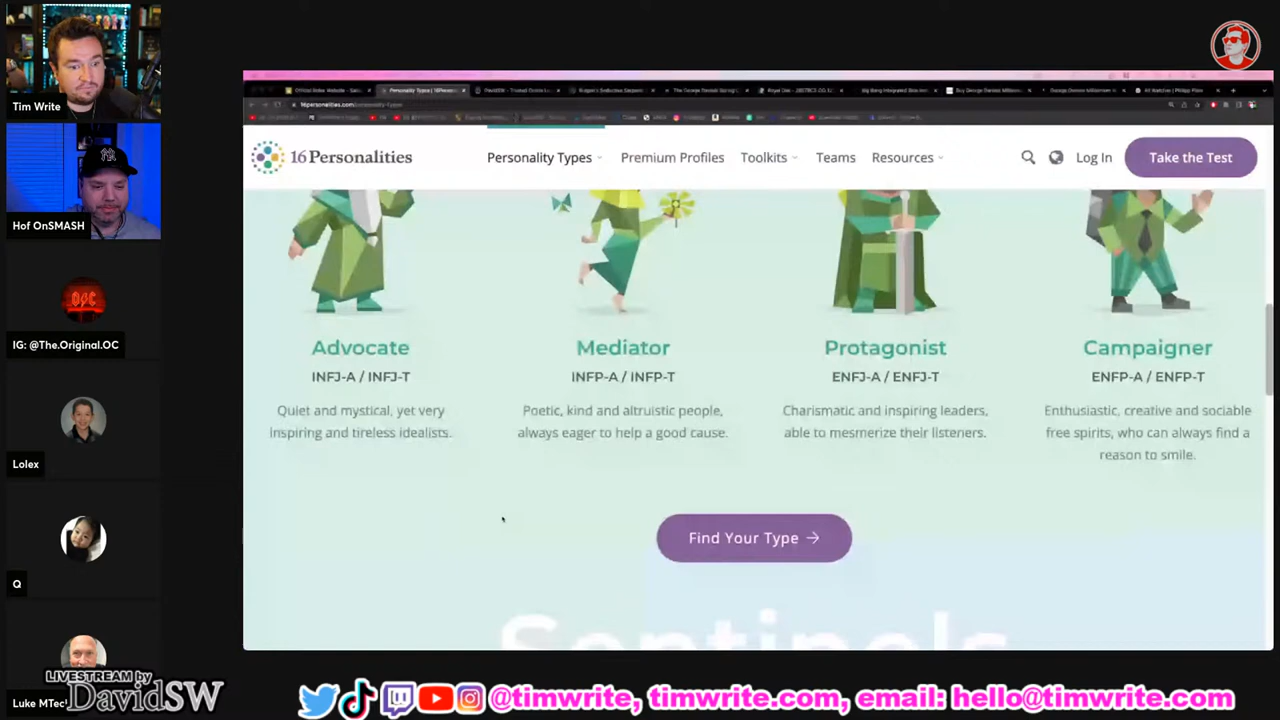 Tim Write
Hof OnSMASH
IG: @The.Original.OC
Lolex
Q
Luke MTec
LIVESTREAM by
DavidSW
16Personalities
Personality Types
Premium Profiles
Toolkits
Teams
Resources
Log In
Take the Test
Advocate
INFJ-A / INFJ-T
Quiet and mystical, yet very
inspiring and tireless idealists.
Mediator
INFP-A / INFP-T
Poetic, kind and altruistic people,
always eager to help a good cause.
Protagonist
ENFJ-A / ENFJ-T
Charismatic and inspiring leaders,
able to mesmerize their listeners.
Campaigner
ENFP-A / ENFP-T
Enthusiastic, creative and sociable
free spirits, who can always find a
reason to smile.
Find Your Type →
Sentinels
@timwrite, timwrite.com, email: hello@timwrite.com